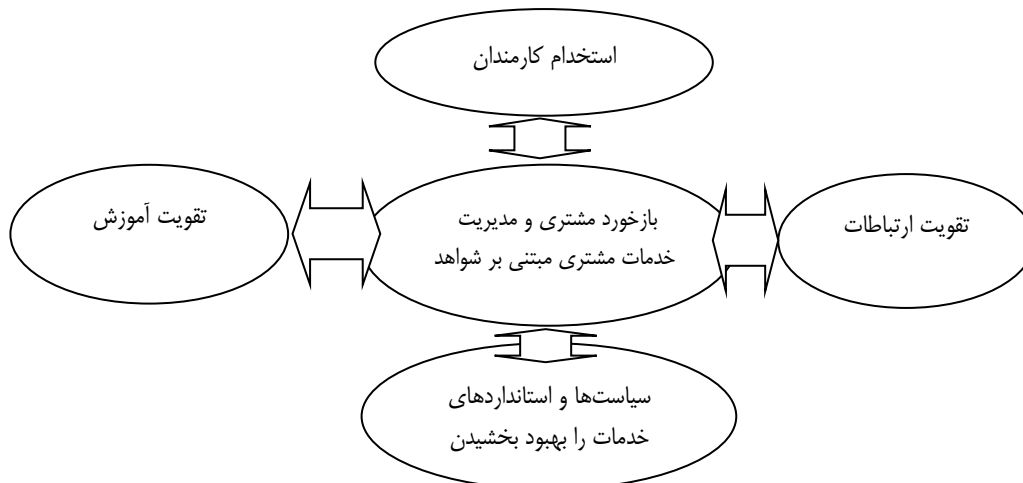 استخدام کارمندان
تقویت ارتباطات
بازخورد مشتری و مدیریت
خدمات مشتری مبتنی بر شواهد
تقویت آموزش
سیاست‌ها و استانداردهای
خدمات را بهبود بخشیدن